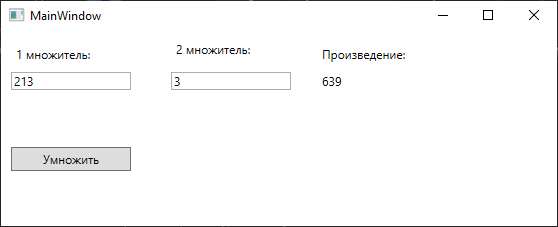 MainWindow
1 множитель:
2 множитель:
Произведение:
213
3
639
Умножить